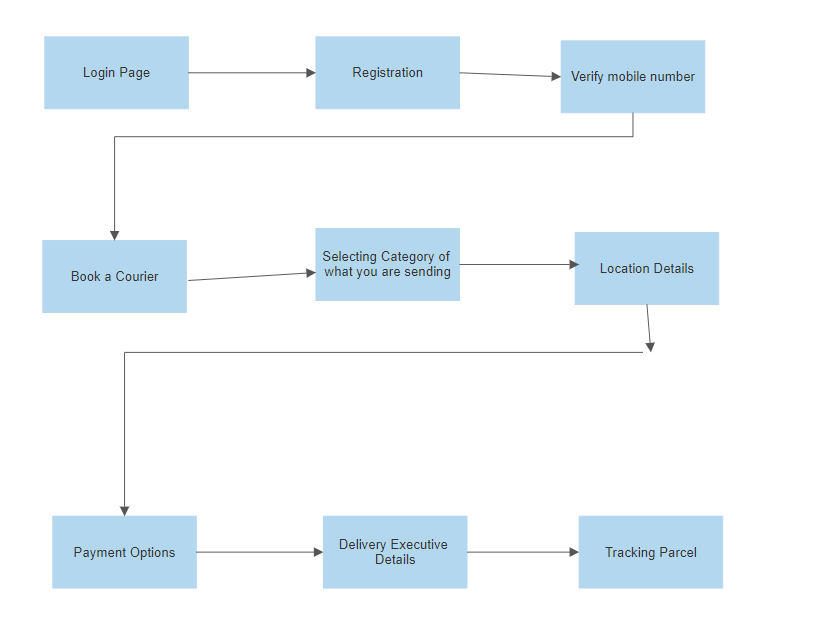 Login Page
Registration
Verify mobile number
Book a Courier
Selecting Category of
what you are sending
Location Details
Payment Options
Delivery Executive
Details
Tracking Parcel